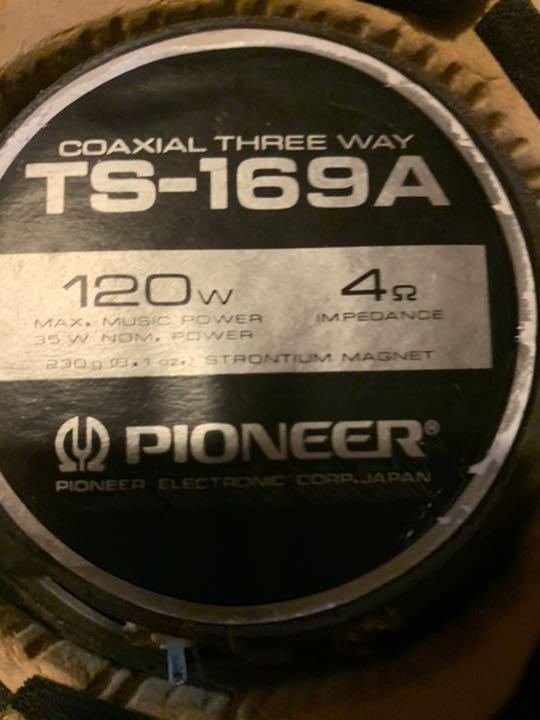 COAXIAL THREE WAY
TS-169A
120W 4Ω
MAX. MUSIC POWER IMPEDANCE
35 W NOM. POWER
230g (8.1 oz.) STRONTIUM MAGNET
PIONEER®
PIONEER ELECTRONIC CORP. JAPAN